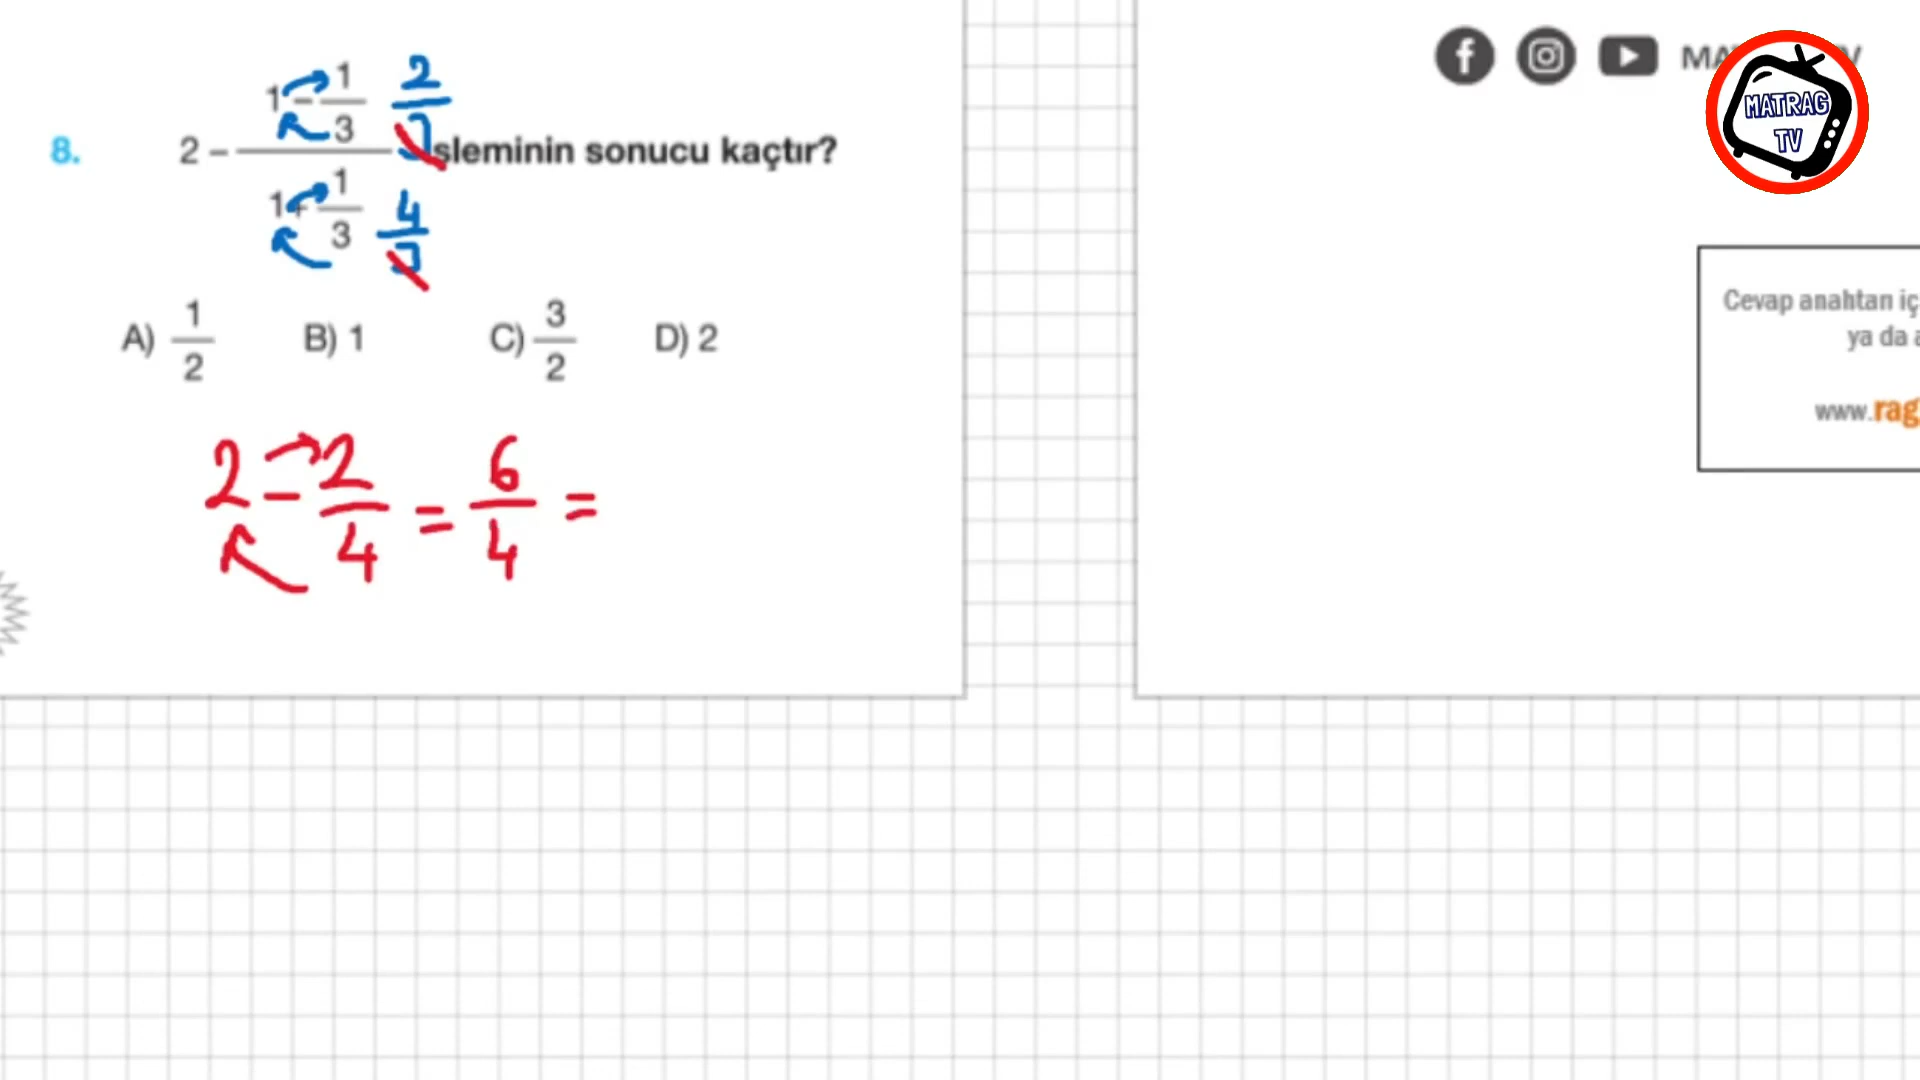 8. 2 − (1 − 1/3)/(1 + 1/3) 2/3 4/3 işleminin sonucu kaçtır?
A) 1/2 B) 1 C) 3/2 D) 2
2 − 2/4 = 6/4 =
MATRAG TV
Cevap anahtarı iç
ya da a
www.rag